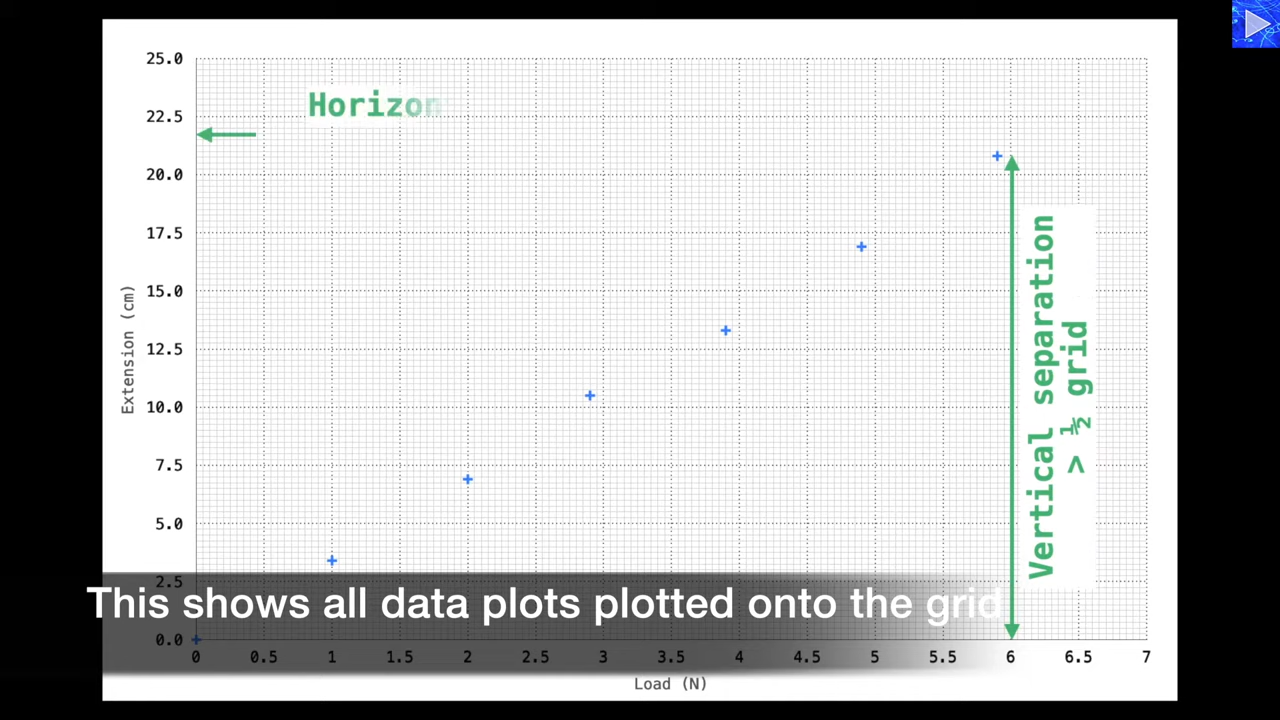 25.0
22.5
20.0
17.5
15.0
12.5
10.0
7.5
5.0
2.5
0.0
Extension (cm)
Horizon
Vertical separation
> ½ grid
This shows all data plots plotted onto the grid
0 0.5 1 1.5 2 2.5 3 3.5 4 4.5 5 5.5 6 6.5 7
Load (N)